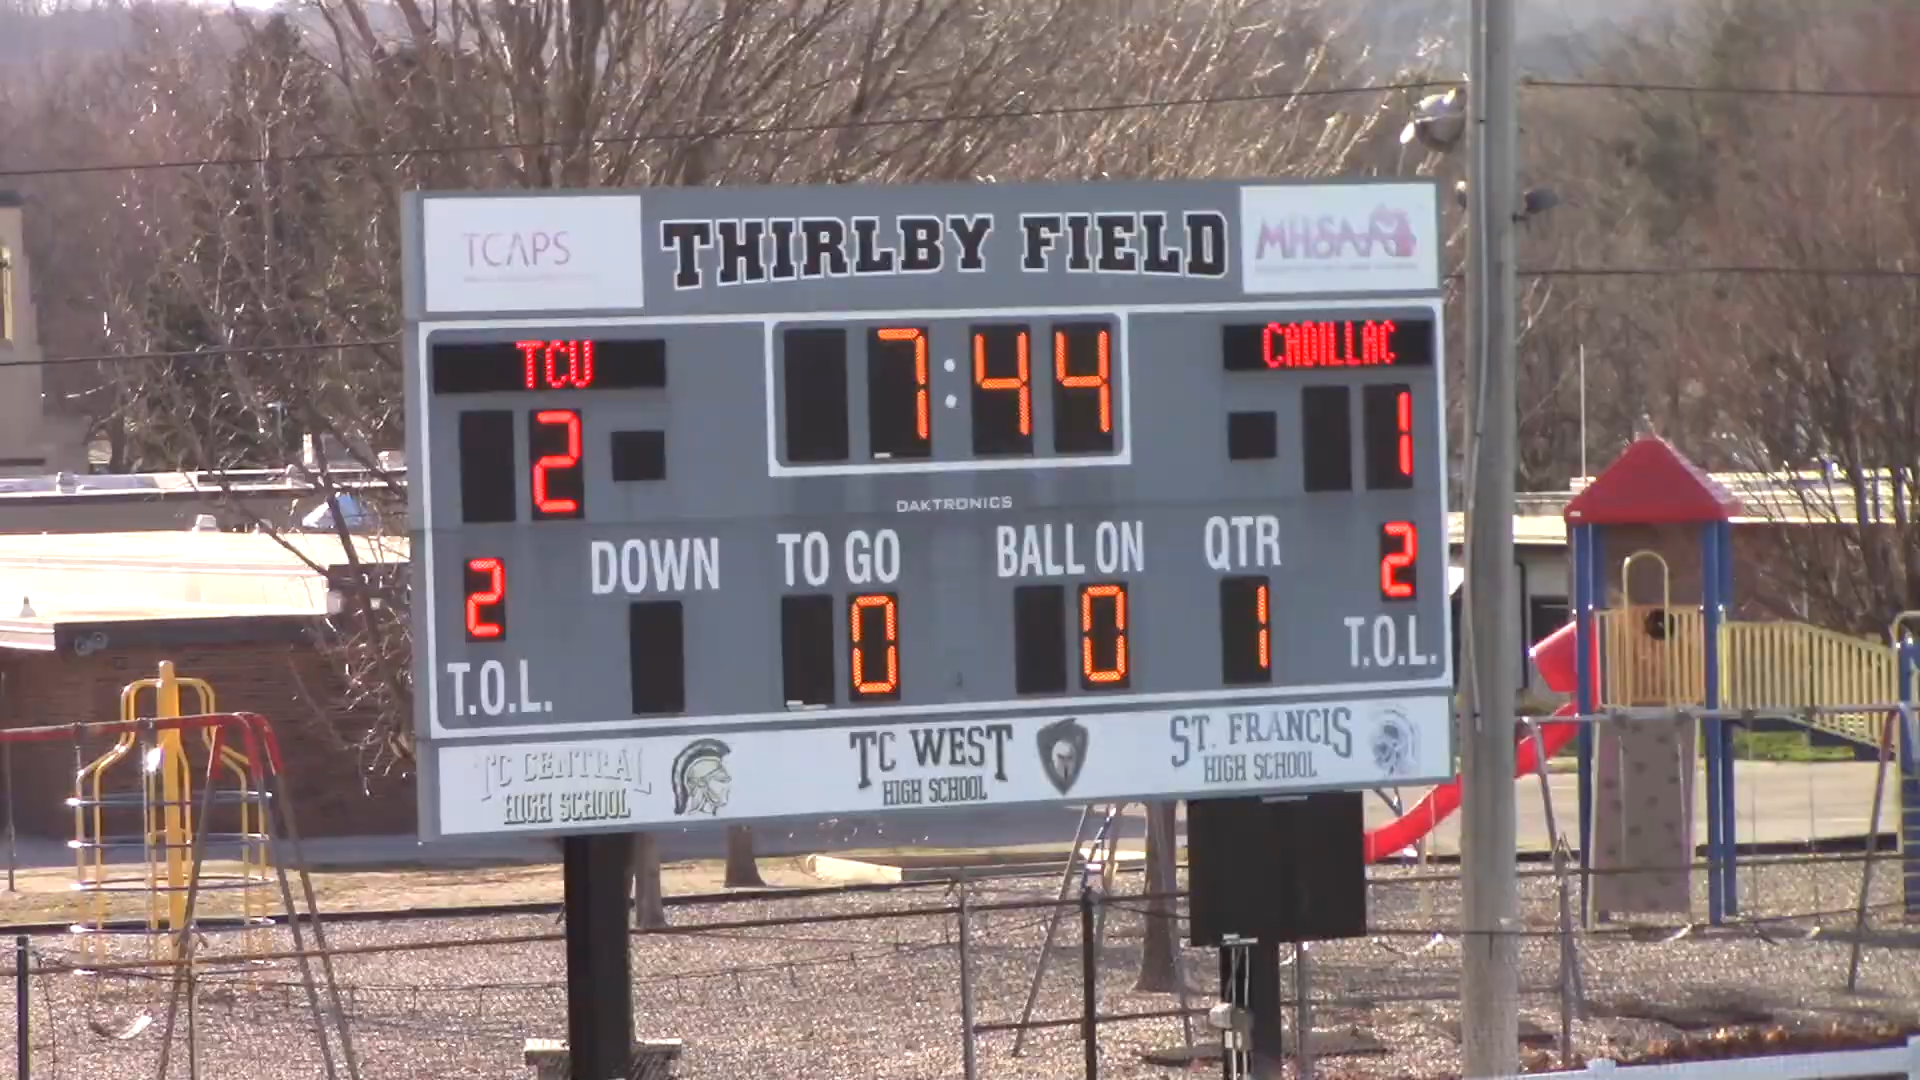 TCAPS
THIRLBY FIELD
MHSAA
TCU
7:44
CADILLAC
2
1
DAKTRONICS
DOWN
TO GO
BALL ON
QTR
2
0
0
1
2
T.O.L.
T.O.L.
TC CENTRAL
HIGH SCHOOL
TC WEST
HIGH SCHOOL
ST. FRANCIS
HIGH SCHOOL